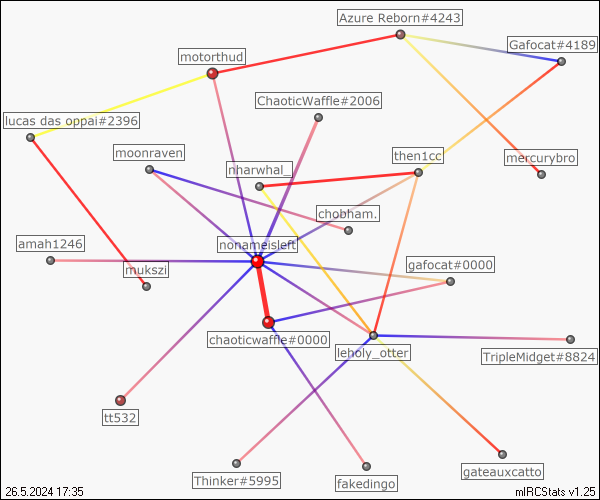 Azure Reborn#4243
Gafocat#4189
motorthud
ChaoticWaffle#2006
lucas das oppai#2396
moonraven
then1cc
mercurybro
nharwhal_
chobham.
amah1246
nonameisleft
gafocat#0000
mukszi
chaoticwaffle#0000
leholy_otter
TripleMidget#8824
tt532
gateauxcatto
Thinker#5995
fakedingo
26.5.2024 17:35
mIRCStats v1.25